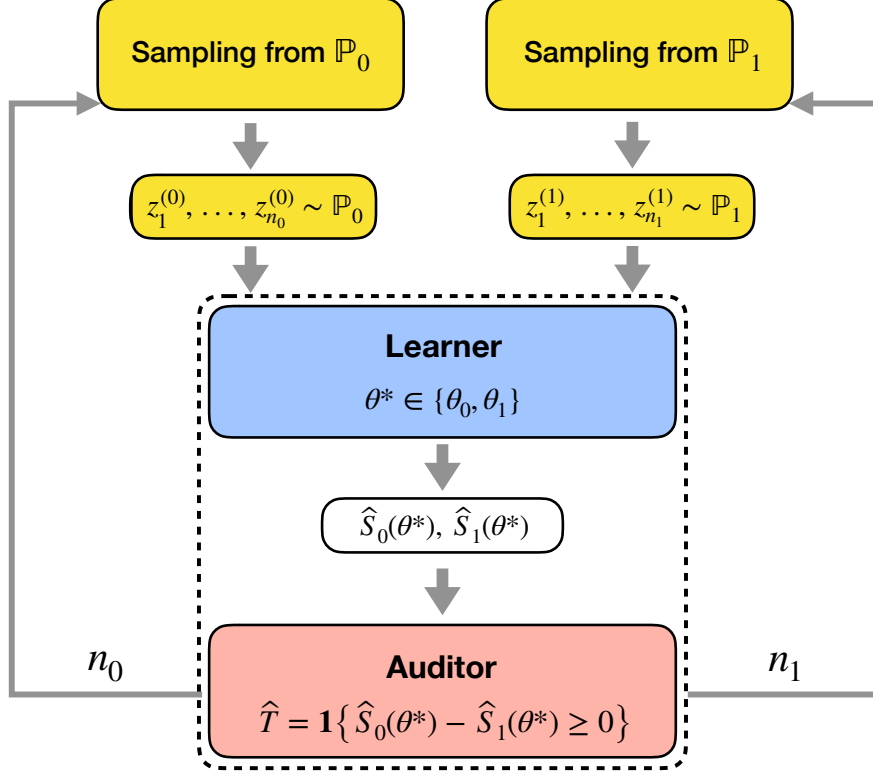 Sampling from ℙ₀
Sampling from ℙ₁
z₁⁽⁰⁾, …, zₙ₀⁽⁰⁾ ∼ ℙ₀
z₁⁽¹⁾, …, zₙ₁⁽¹⁾ ∼ ℙ₁
Learner
θ* ∈ {θ₀, θ₁}
Ŝ₀(θ*), Ŝ₁(θ*)
n₀
n₁
Auditor
T̂ = 𝟏{Ŝ₀(θ*) − Ŝ₁(θ*) ≥ 0}